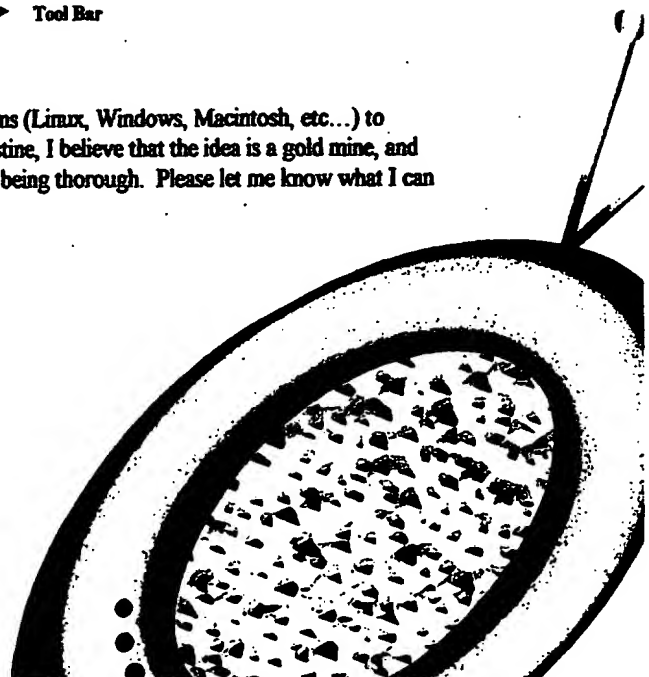 Tool Bar
ns (Linux, Windows, Macintosh, etc...) to
stine, I believe that the idea is a gold mine, and
being thorough. Please let me know what I can